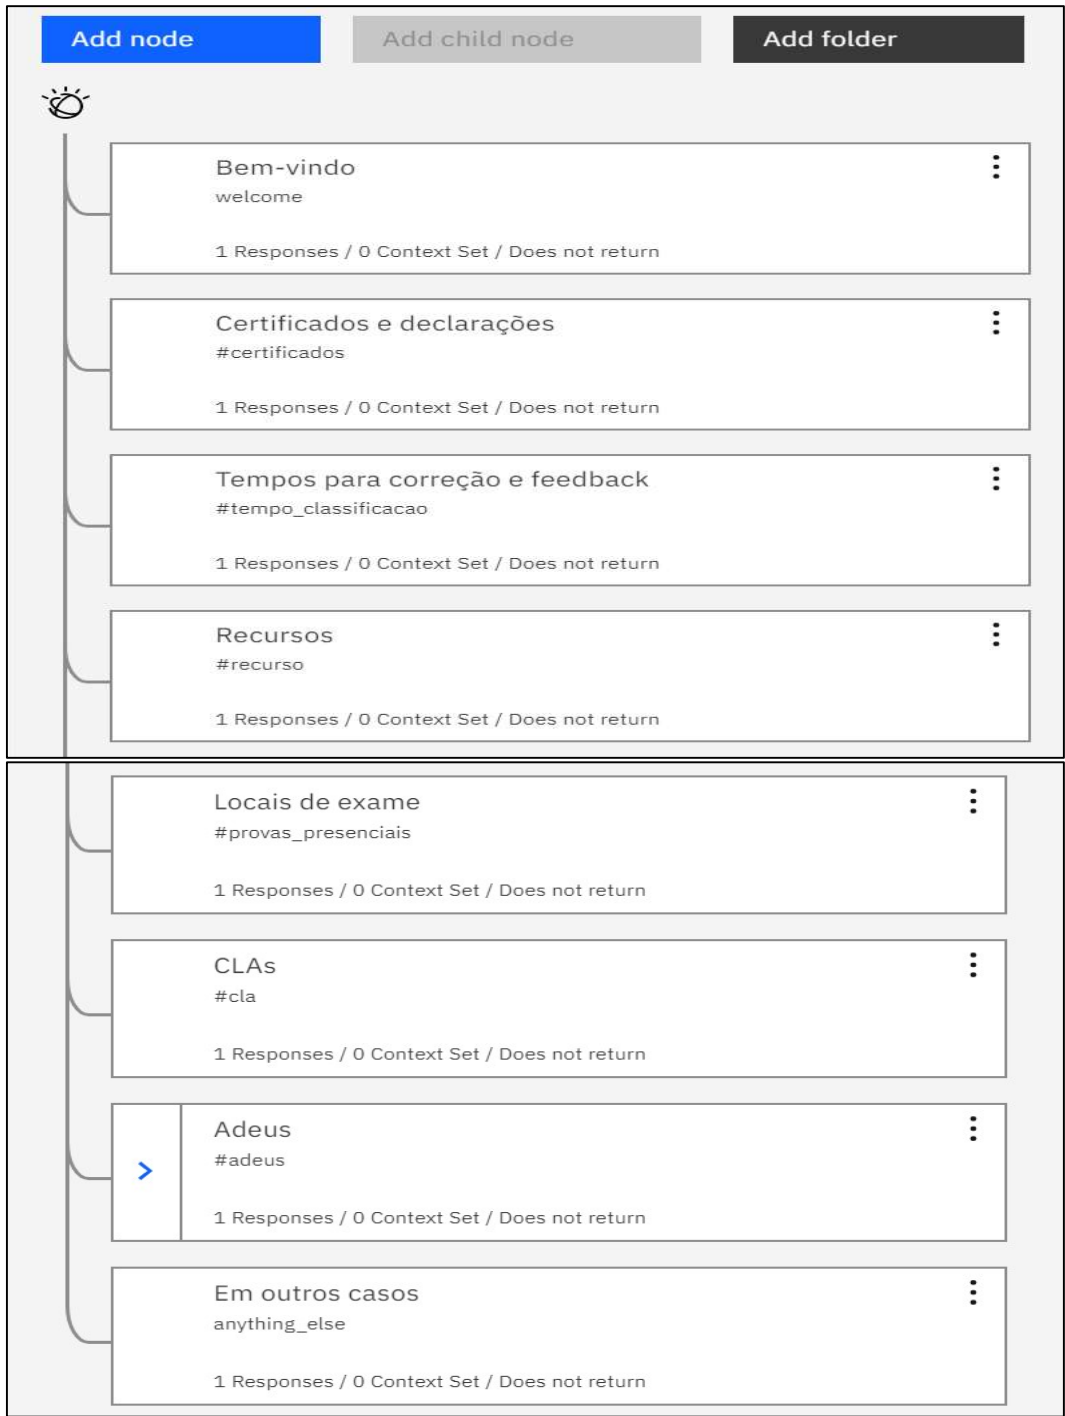 Add node
Add child node
Add folder
Bem-vindo
welcome
1 Responses / 0 Context Set / Does not return
Certificados e declarações
#certificados
1 Responses / 0 Context Set / Does not return
Tempos para correção e feedback
#tempo_classificacao
1 Responses / 0 Context Set / Does not return
Recursos
#recurso
1 Responses / 0 Context Set / Does not return
Locais de exame
#provas_presenciais
1 Responses / 0 Context Set / Does not return
CLAs
#cla
1 Responses / 0 Context Set / Does not return
Adeus
#adeus
1 Responses / 0 Context Set / Does not return
Em outros casos
anything_else
1 Responses / 0 Context Set / Does not return